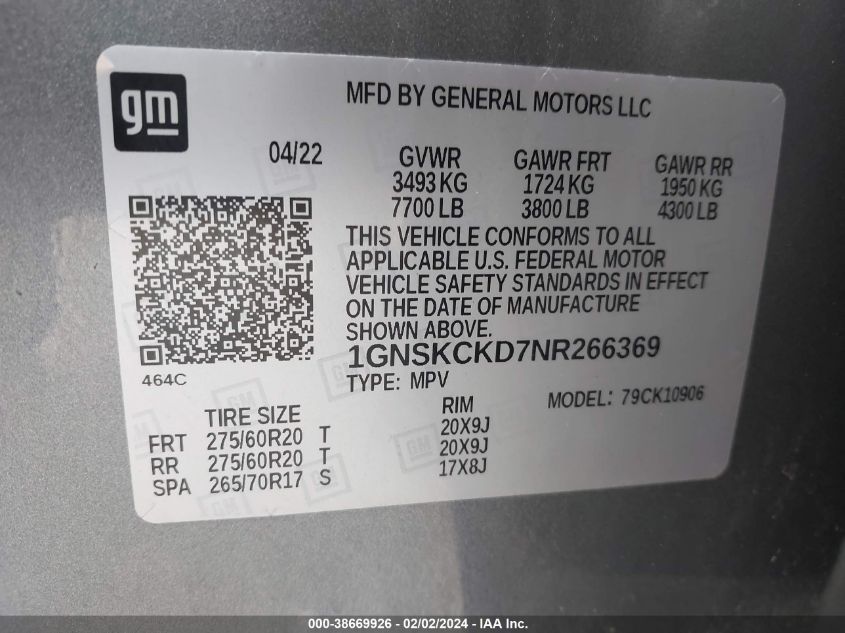 gm
MFD BY GENERAL MOTORS LLC
04/22 GVWR GAWR FRT GAWR RR
3493 KG 1724 KG 1950 KG
7700 LB 3800 LB 4300 LB
THIS VEHICLE CONFORMS TO ALL
APPLICABLE U.S. FEDERAL MOTOR
VEHICLE SAFETY STANDARDS IN EFFECT
ON THE DATE OF MANUFACTURE
SHOWN ABOVE.
1GNSKCKD7NR266369
464C
TYPE: MPV MODEL: 79CK10906
TIRE SIZE RIM
FRT 275/60R20 T 20X9J
RR 275/60R20 T 20X9J
SPA 265/70R17 S 17X8J
000-38669926 - 02/02/2024 - IAA Inc.